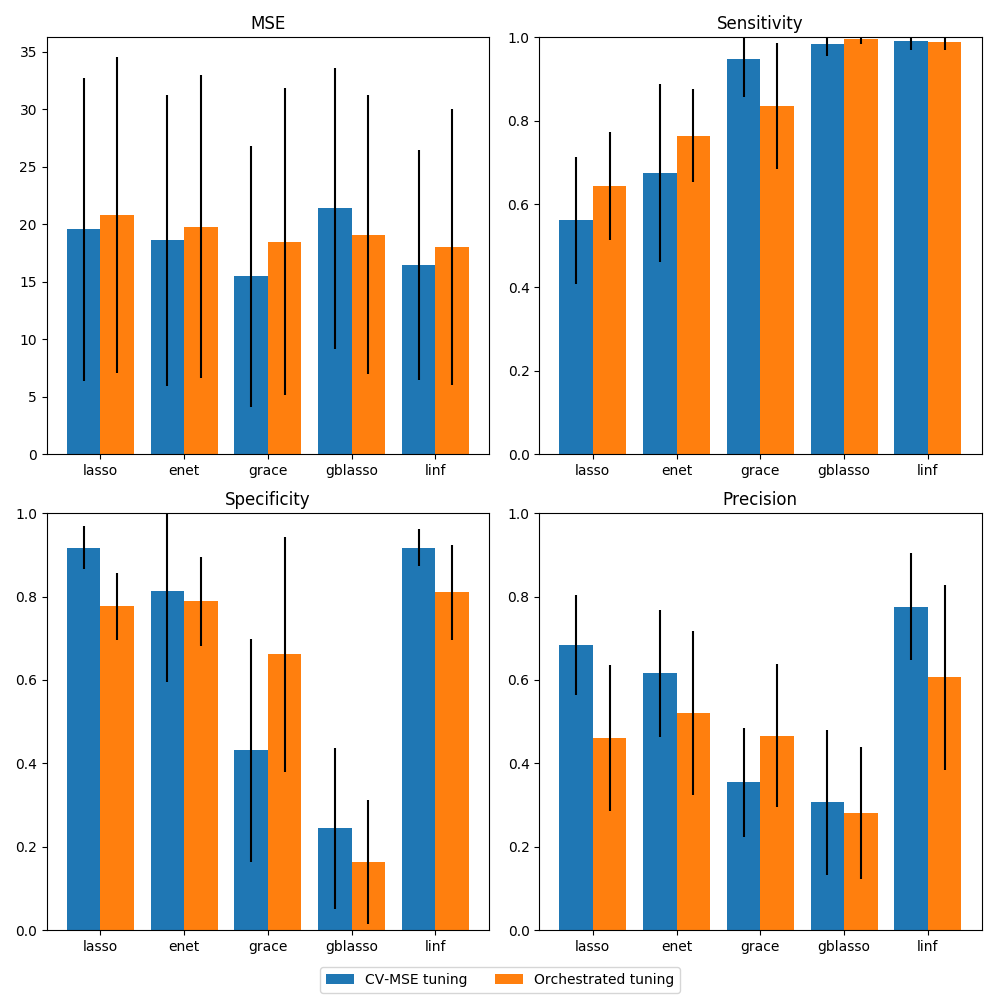 MSE
35
30
25
20
15
10
5
0
lasso enet grace gblasso linf
Sensitivity
1.0
0.8
0.6
0.4
0.2
0.0
lasso enet grace gblasso linf
Specificity
1.0
0.8
0.6
0.4
0.2
0.0
lasso enet grace gblasso linf
Precision
1.0
0.8
0.6
0.4
0.2
0.0
lasso enet grace gblasso linf
CV-MSE tuning Orchestrated tuning